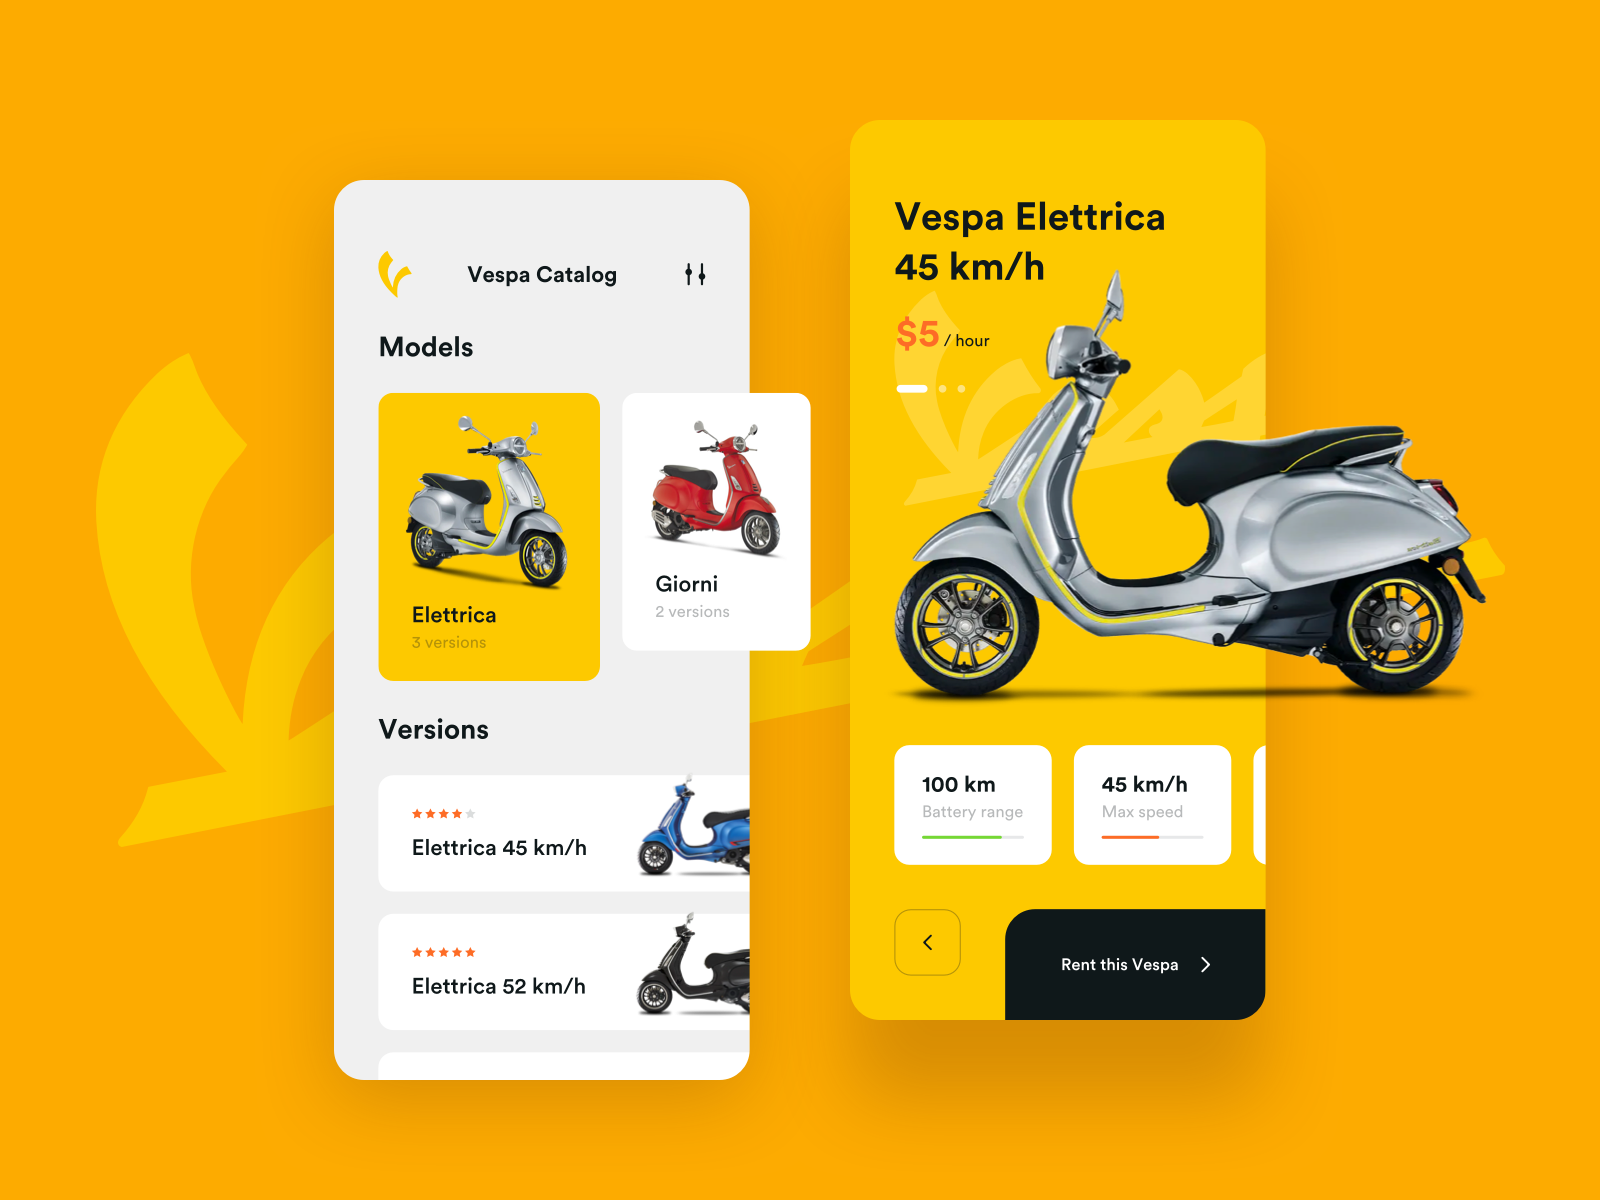 Vespa Catalog
Models
Elettrica
3 versions
Giorni
2 versions
Versions
Elettrica 45 km/h
Elettrica 52 km/h
Vespa Elettrica
45 km/h
$5 / hour
100 km
Battery range
45 km/h
Max speed
Rent this Vespa